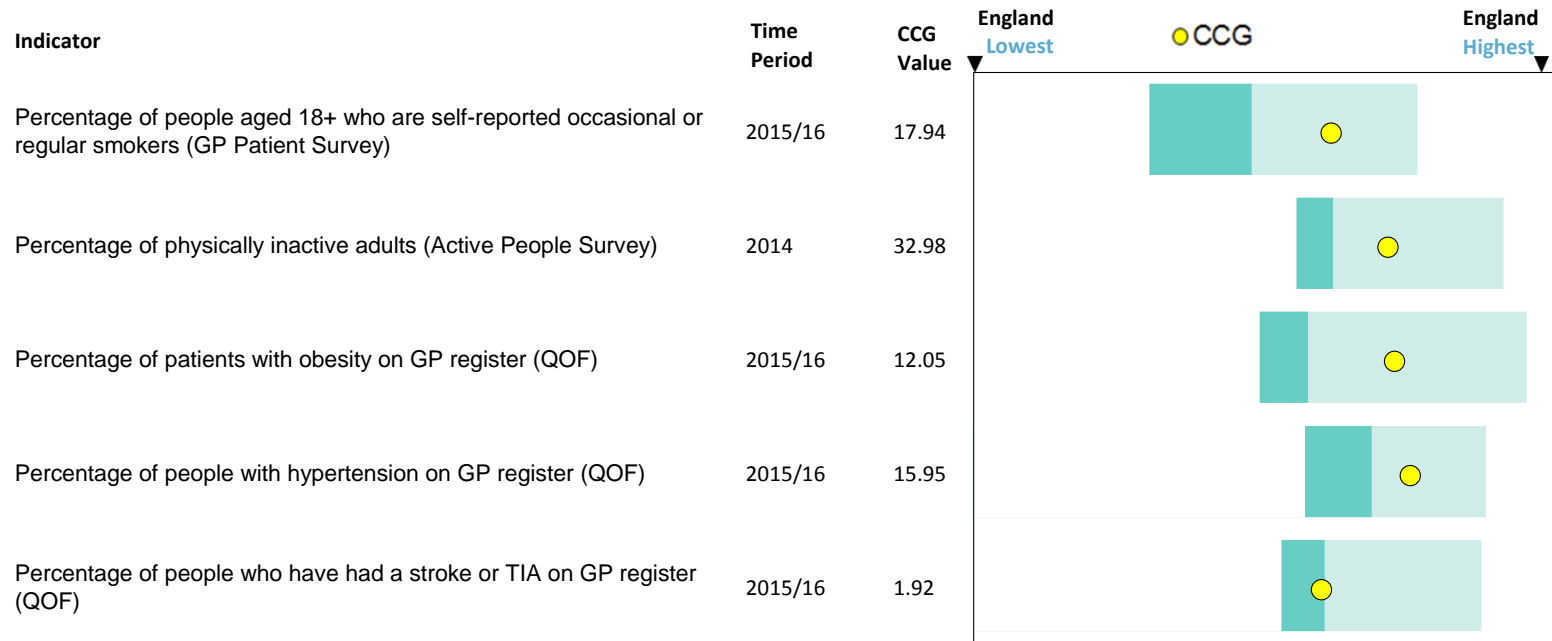 Indicator
Time Period
CCG Value
England Lowest
CCG
England Highest
Percentage of people aged 18+ who are self-reported occasional or
regular smokers (GP Patient Survey)
2015/16
17.94
Percentage of physically inactive adults (Active People Survey)
2014
32.98
Percentage of patients with obesity on GP register (QOF)
2015/16
12.05
Percentage of people with hypertension on GP register (QOF)
2015/16
15.95
Percentage of people who have had a stroke or TIA on GP register
(QOF)
2015/16
1.92